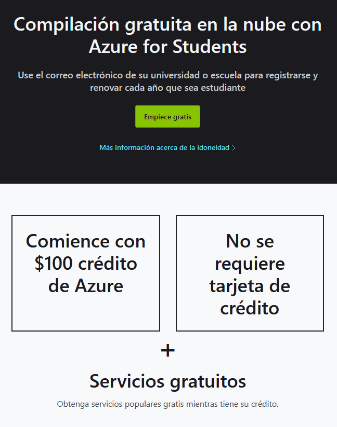 Compilación gratuita en la nube con
Azure for Students
Use el correo electrónico de su universidad o escuela para registrarse y
renovar cada año que sea estudiante
Empiece gratis
Más información acerca de la idoneidad >
Comience con
$100 crédito
de Azure
No se
requiere
tarjeta de
crédito
+
Servicios gratuitos
Obtenga servicios populares gratis mientras tiene su crédito.